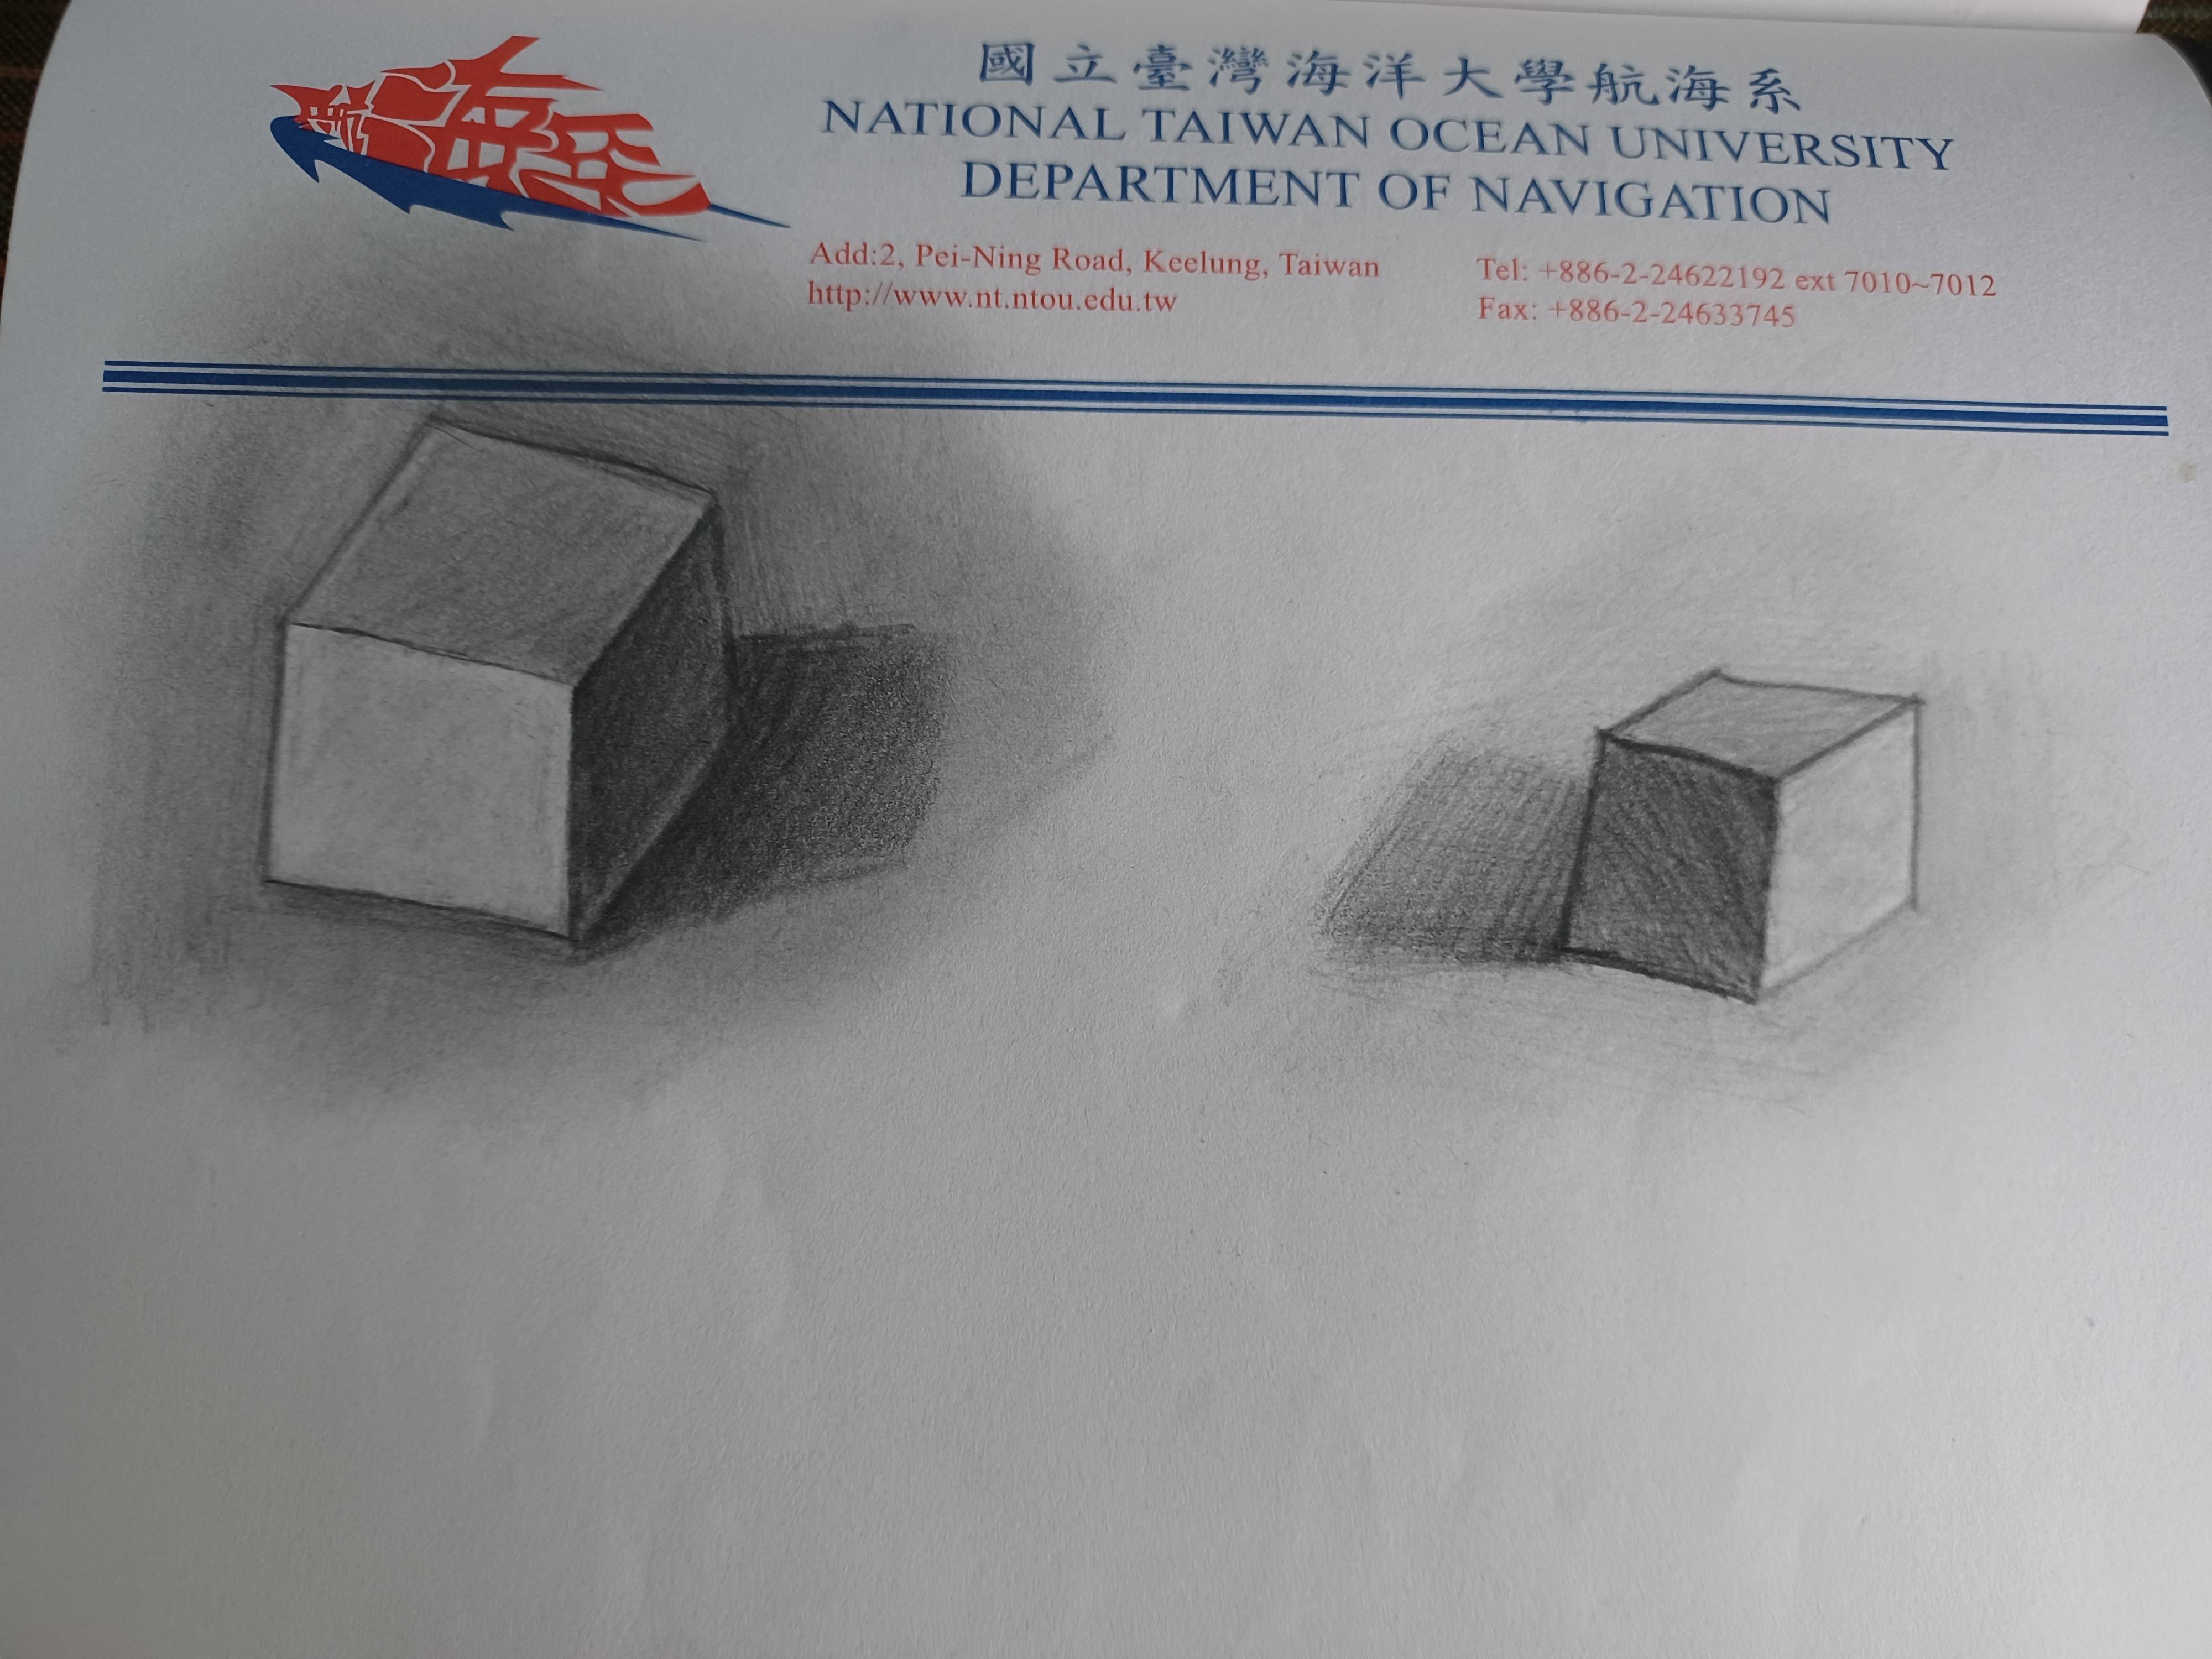 國立臺灣海洋大學航海系
NATIONAL TAIWAN OCEAN UNIVERSITY
DEPARTMENT OF NAVIGATION
Add:2, Pei-Ning Road, Keelung, Taiwan
Tel: +886-2-24622192 ext 7010~7012
http://www.nt.ntou.edu.tw
Fax: +886-2-24633745